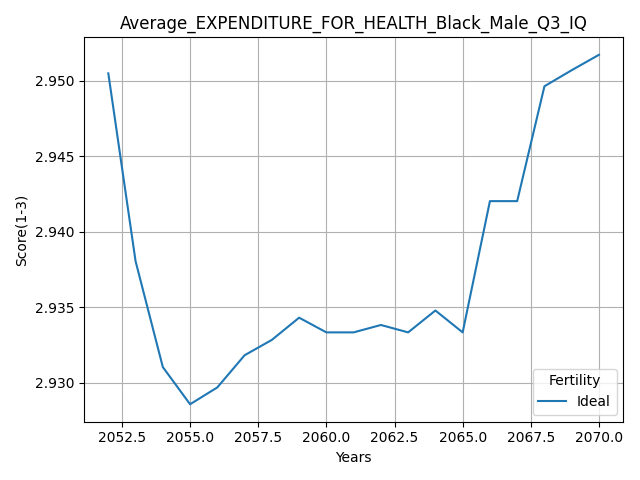 Average_EXPENDITURE_FOR_HEALTH_Black_Male_Q3_IQ
Score(1-3)
2.950
2.945
2.940
2.935
2.930
Fertility
Ideal
2052.5 2055.0 2057.5 2060.0 2062.5 2065.0 2067.5 2070.0
Years